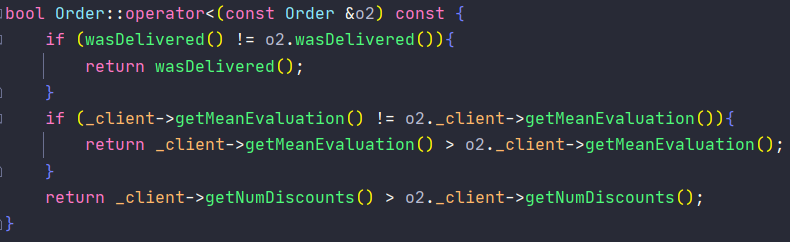 bool Order::operator<(const Order &o2) const {
    if (wasDelivered() != o2.wasDelivered()){
        return wasDelivered();
    }
    if (_client->getMeanEvaluation() != o2._client->getMeanEvaluation()){
        return _client->getMeanEvaluation() > o2._client->getMeanEvaluation();
    }
    return _client->getNumDiscounts() > o2._client->getNumDiscounts();
}